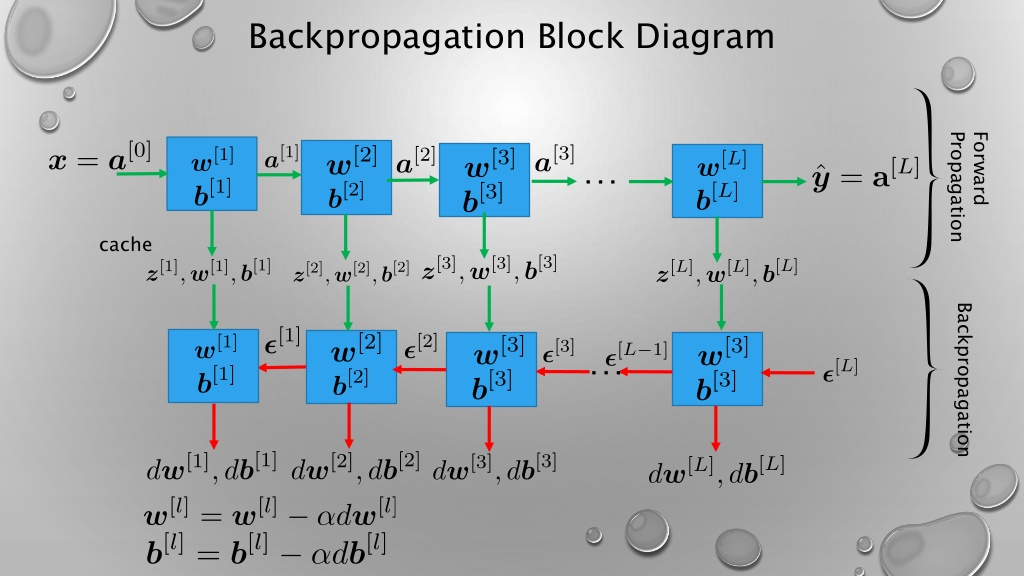 Backpropagation Block Diagram
x = a^[0] w^[1] b^[1] a^[1] w^[2] b^[2] a^[2] w^[3] b^[3] a^[3] ... w^[L] b^[L] ŷ = a^[L]
Forward Propagation
cache
z^[1], w^[1], b^[1] z^[2], w^[2], b^[2] z^[3], w^[3], b^[3] z^[L], w^[L], b^[L]
w^[1] b^[1] ϵ^[1] w^[2] b^[2] ϵ^[2] w^[3] b^[3] ϵ^[3] ... ϵ^[L−1] w^[3] b^[3] ϵ^[L]
Backpropagation
dw^[1], db^[1] dw^[2], db^[2] dw^[3], db^[3] dw^[L], db^[L]
w^[l] = w^[l] − αdw^[l]
b^[l] = b^[l] − αdb^[l]